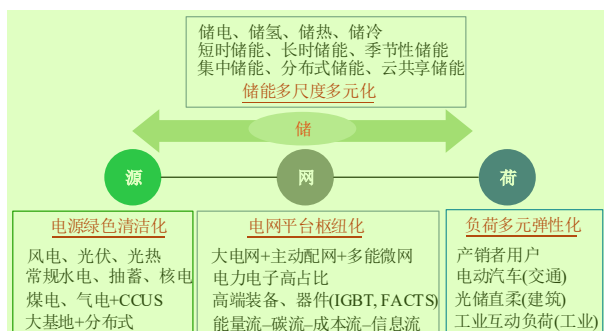 储电、储氢、储热、储冷
短时储能、长时储能、季节性储能
集中储能、分布式储能、云共享储能
储能多尺度多元化
储
源
网
荷
电源绿色清洁化
风电、光伏、光热
常规水电、抽蓄、核电
煤电、气电+CCUS
大基地+分布式
电网平台枢纽化
大电网+主动配网+多能微网
电力电子高占比
高端装备、器件(IGBT, FACTS)
能量流–碳流–成本流–信息流
负荷多元弹性化
产销者用户
电动汽车(交通)
光储直柔(建筑)
工业互动负荷(工业)